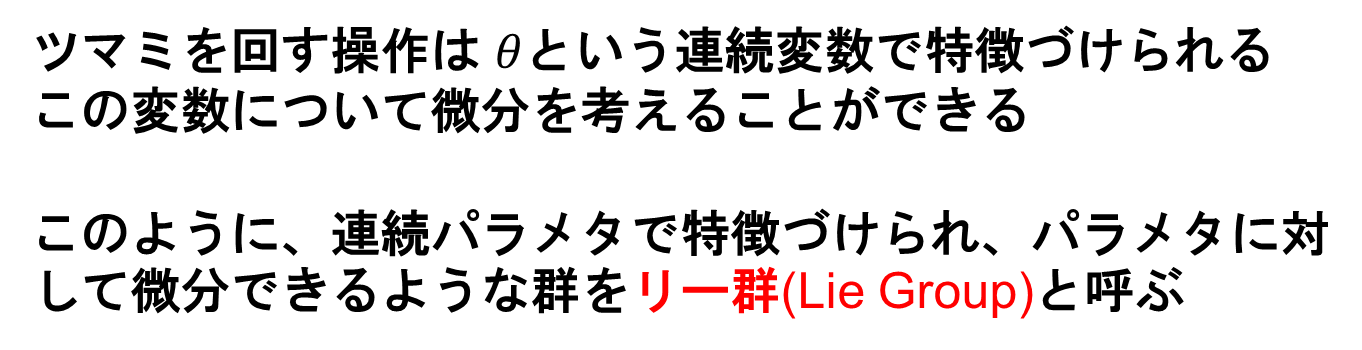 ツマミを回す操作は θという連続変数で特徴づけられる
この変数について微分を考えることができる
このように、連続パラメタで特徴づけられ、パラメタに対
して微分できるような群をリー群(Lie Group)と呼ぶ